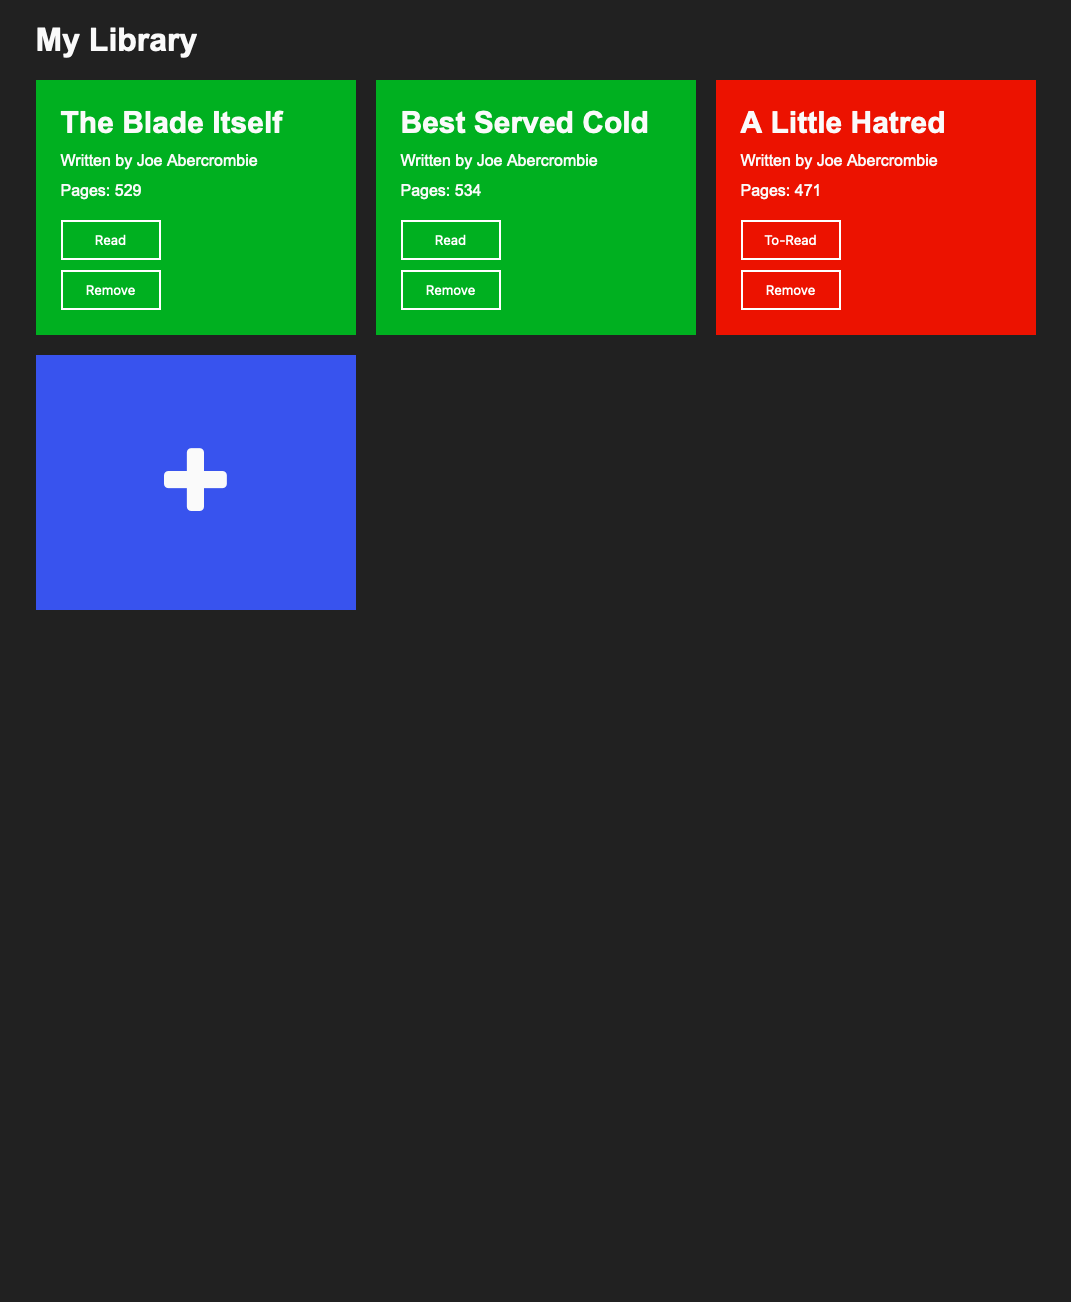 My Library
The Blade Itself
Written by Joe Abercrombie
Pages: 529
Read
Remove
Best Served Cold
Written by Joe Abercrombie
Pages: 534
Read
Remove
A Little Hatred
Written by Joe Abercrombie
Pages: 471
To-Read
Remove